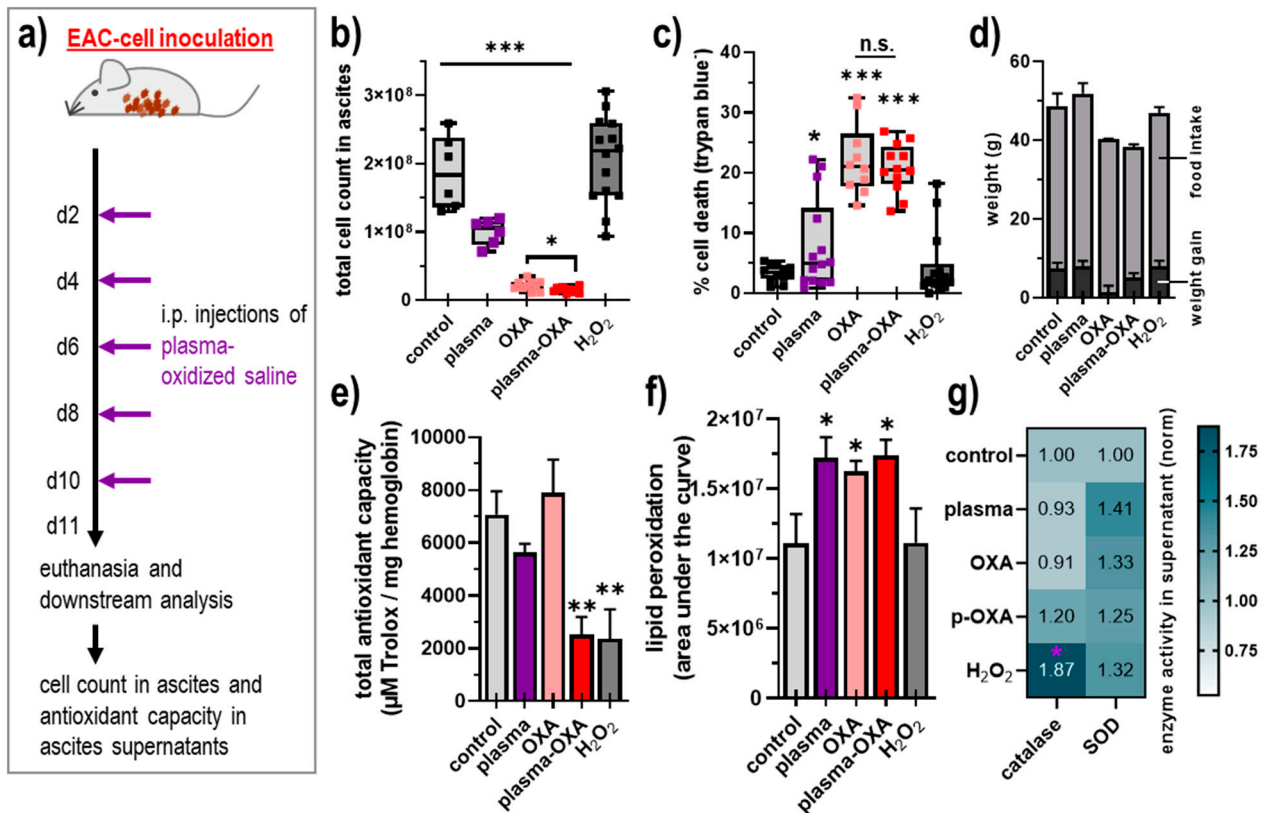 a)
EAC-cell inoculation
d2
d4
d6
d8
d10
d11
i.p. injections of
plasma-
oxidized saline
euthanasia and
downstream analysis
cell count in ascites and
antioxidant capacity in
ascites supernatants
b)
total cell count in ascites
3×10⁸
2×10⁸
1×10⁸
0
***
*
control
plasma
OXA
plasma-OXA
H₂O₂
c)
% cell death (trypan blue⁻)
40
30
20
10
0
n.s.
*
***
***
control
plasma
OXA
plasma-OXA
H₂O₂
d)
weight (g)
60
40
20
0
food intake
weight gain
control
plasma
OXA
plasma-OXA
H₂O₂
e)
total antioxidant capacity
(µM Trolox / mg hemoglobin)
10000
8000
6000
4000
2000
0
**
**
control
plasma
OXA
plasma-OXA
H₂O₂
f)
lipid peroxidation
(area under the curve)
2×10⁷
1.5×10⁷
1×10⁷
5×10⁶
0
*
*
*
control
plasma
OXA
plasma-OXA
H₂O₂
g)
control 1.00 1.00
plasma 0.93 1.41
OXA 0.91 1.33
p-OXA 1.20 1.25
*
H₂O₂ 1.87 1.32
catalase
SOD
enzyme activity in supernatant (norm)
1.75
1.50
1.25
1.00
0.75